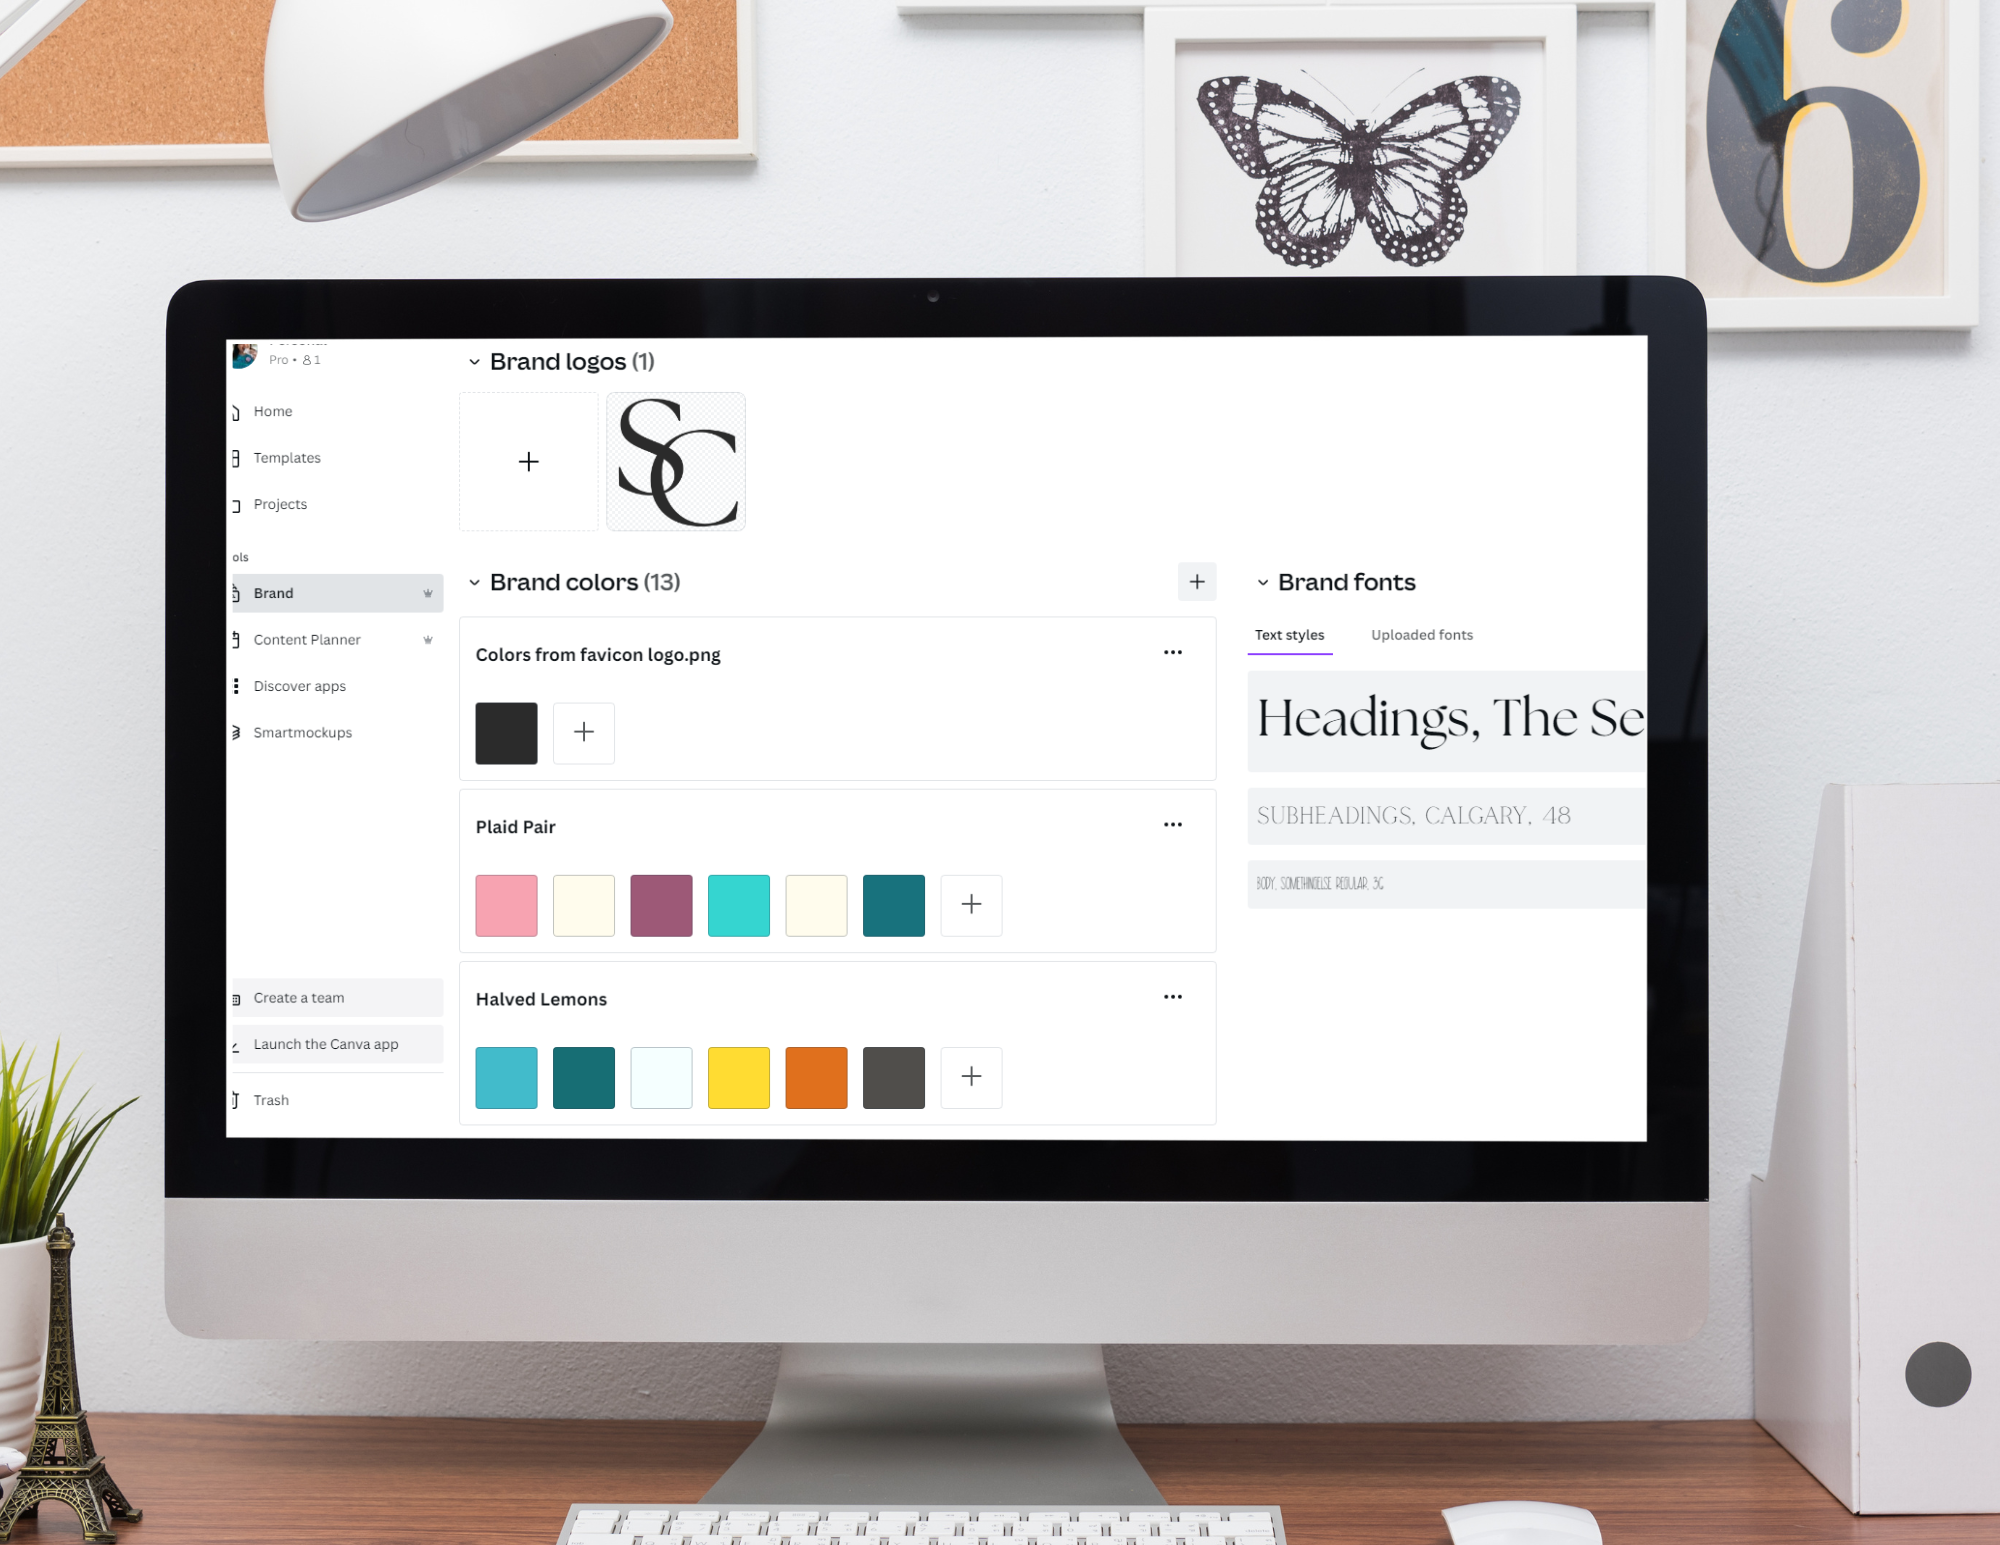 6
Pro • 1
Home
Templates
Projects
ols
Brand
Content Planner
Discover apps
Smartmockups
Create a team
Launch the Canva app
Trash
Brand logos (1)
SC
Brand colors (13)
Colors from favicon logo.png
Plaid Pair
Halved Lemons
Brand fonts
Text styles
Uploaded fonts
Headings, The Se
SUBHEADINGS, CALGARY, 48
BODY, SOMETHINGELSE REGULAR, 36
PARIS